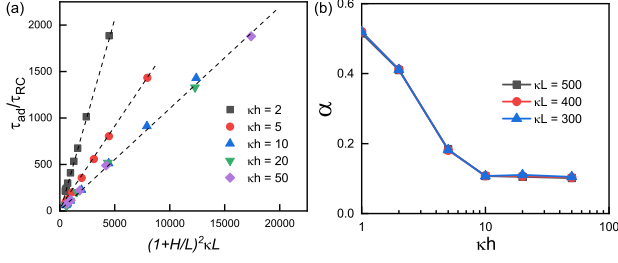 (a)
2000
1500
1000
500
0
τad/τRC
κh = 2
κh = 5
κh = 10
κh = 20
κh = 50
0
5000
10000
15000
20000
(1+H/L)²κL
(b)
0.6
0.4
0.2
0.0
α
κL = 500
κL = 400
κL = 300
1
10
100
κh